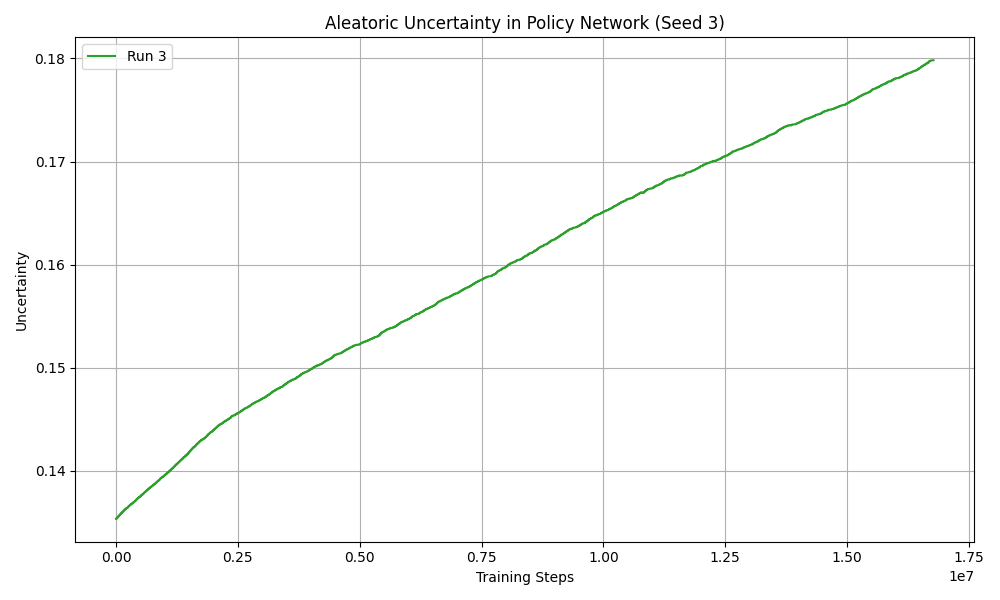 Aleatoric Uncertainty in Policy Network (Seed 3)
Run 3
Uncertainty
0.18
0.17
0.16
0.15
0.14
0.00 0.25 0.50 0.75 1.00 1.25 1.50 1.75
1e7
Training Steps